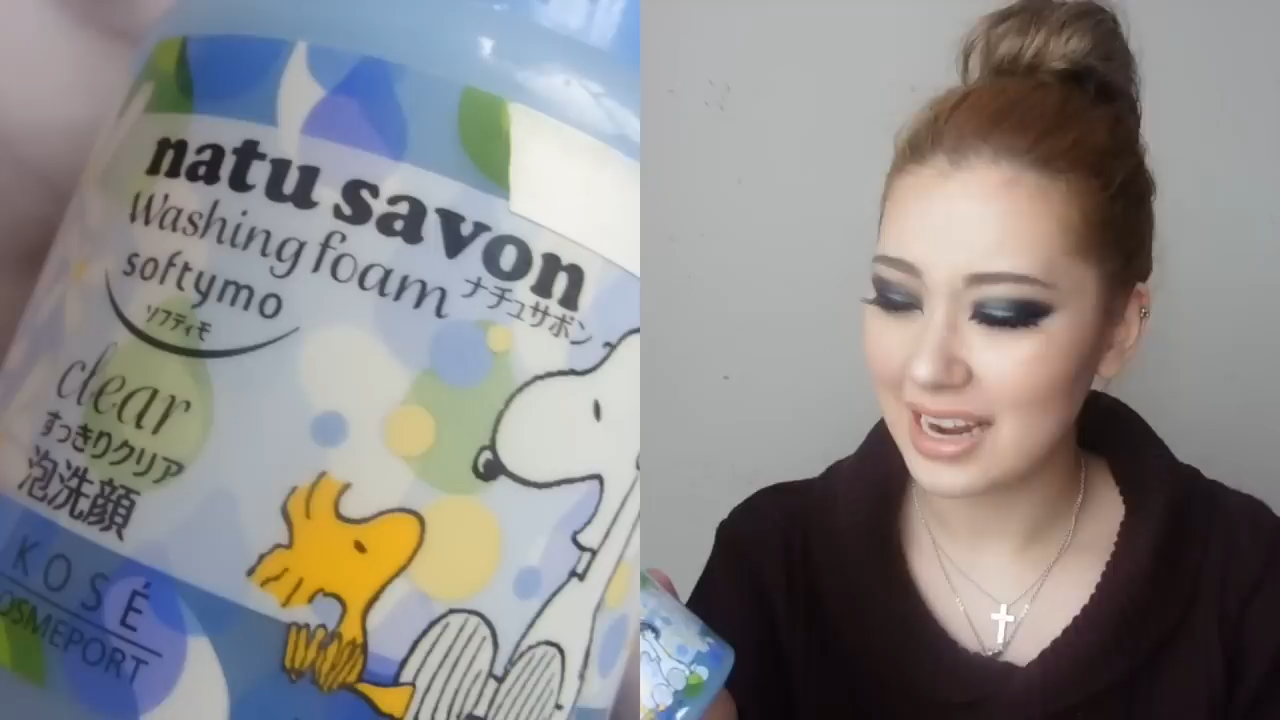 natu savon
Washing foam ナチュサボン
softymo
ソフティモ
clear
すっきりクリア
泡洗顔
KOSÉ
OSMEPORT